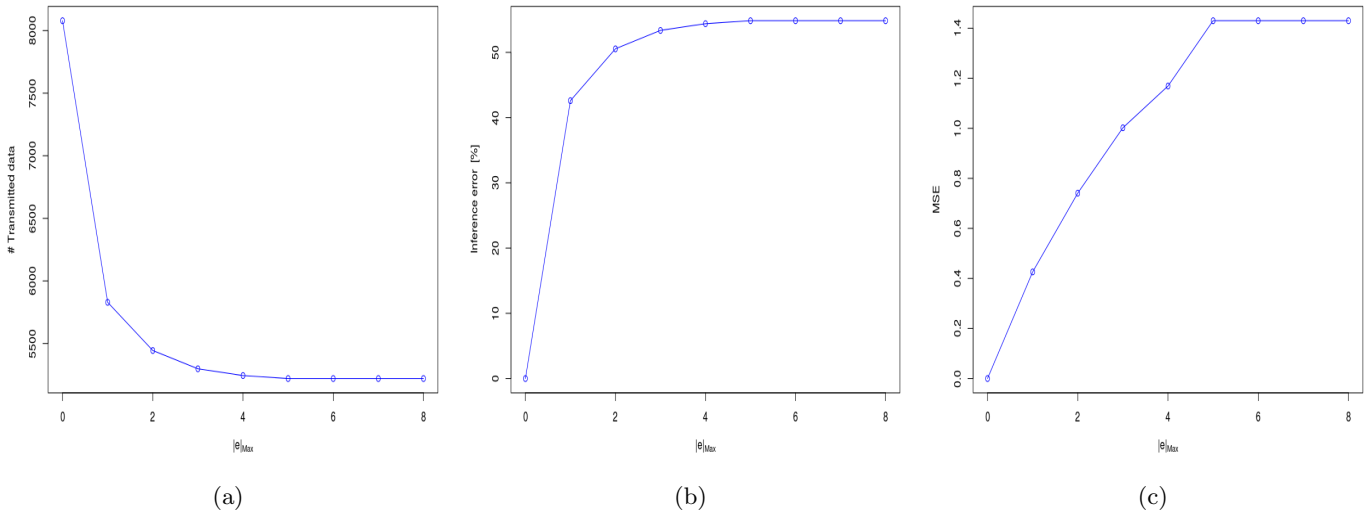 # Transmitted data
8000
7500
7000
6500
6000
5500
0 2 4 6 8
|e|Max
(a)
Inference error [%]
50
40
30
20
10
0
0 2 4 6 8
|e|Max
(b)
MSE
1.4
1.2
1.0
0.8
0.6
0.4
0.2
0.0
0 2 4 6 8
|e|Max
(c)